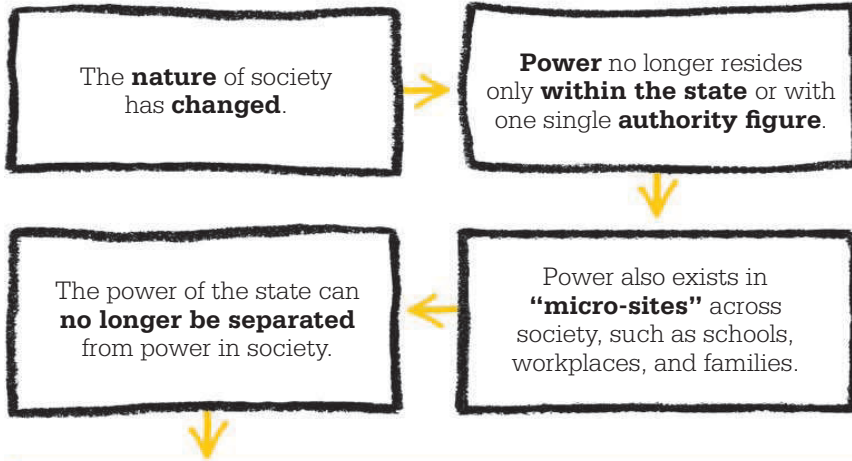 The nature of society
has changed.
Power no longer resides
only within the state or with
one single authority figure.
Power also exists in
“micro-sites” across
society, such as schools,
workplaces, and families.
The power of the state can
no longer be separated
from power in society.